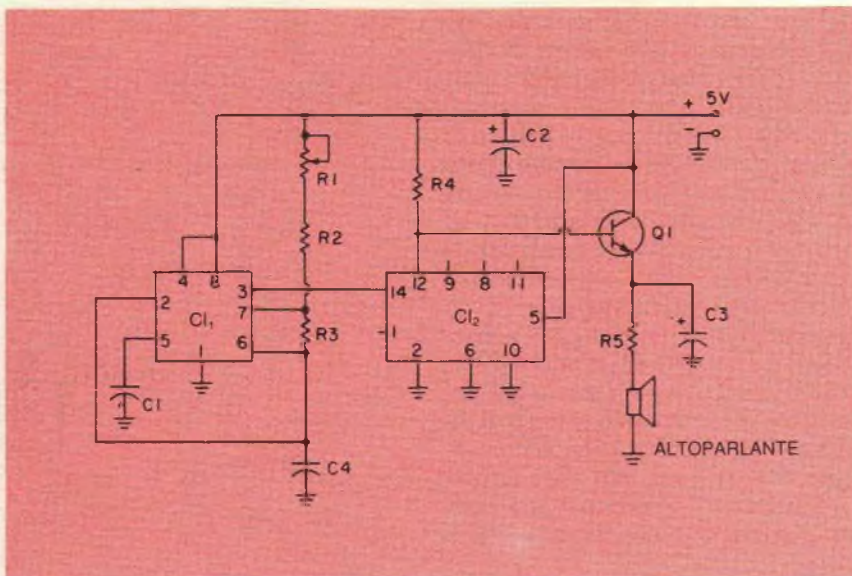 + 5V
-
+ C2
R1
R4
R2
Q1
4 8
2 3
7
5 6
CI₁
1
R3
12 9 8 11
14
CI₂
5
1
2 6 10
+ C3
R5
C1
+
C4
ALTOPARLANTE